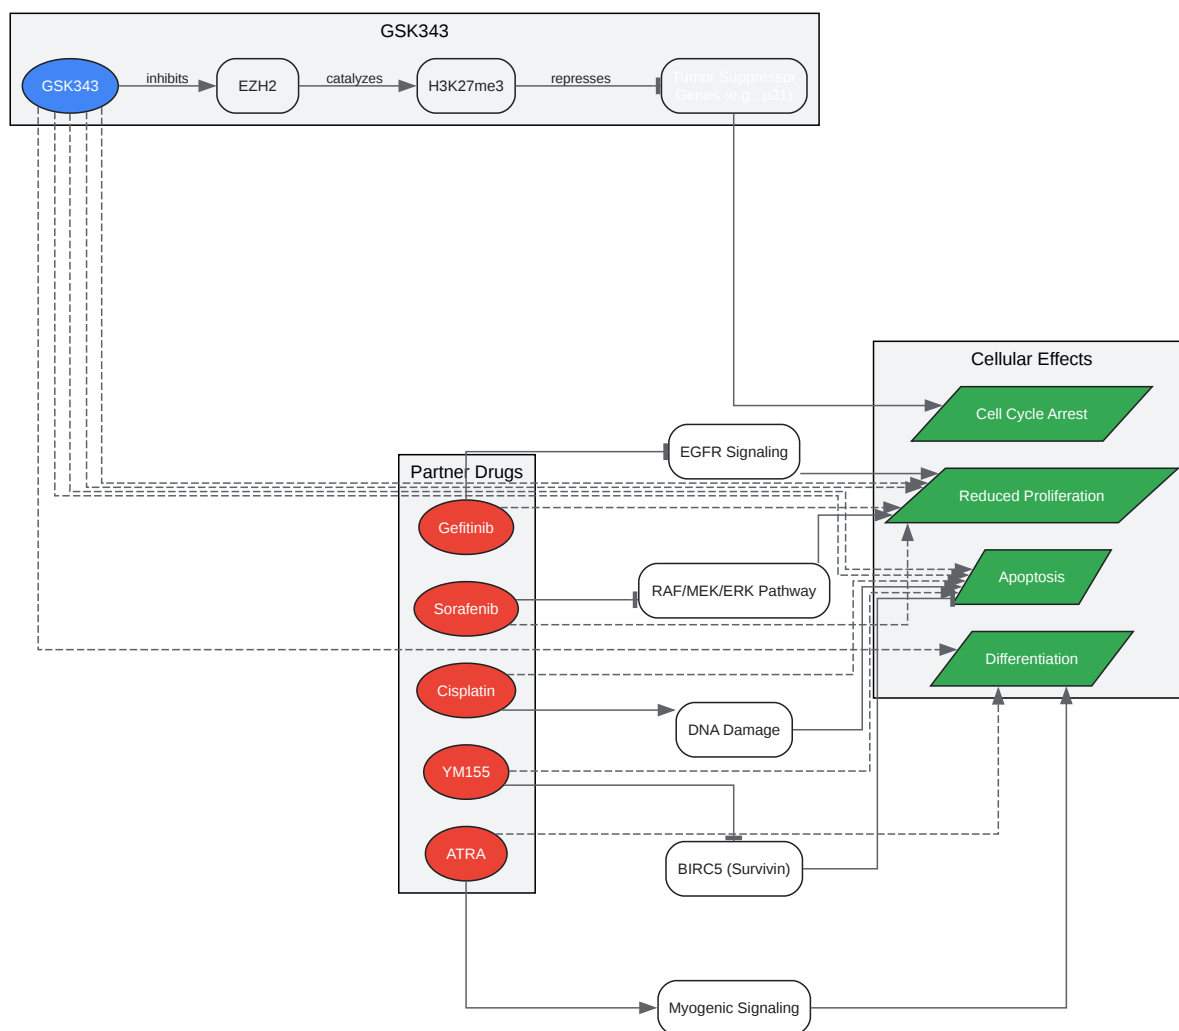 GSK343
GSK343
inhibits
EZH2
catalyzes
H3K27me3
represses
Tumor Suppressor
Genes (e.g., p21)
Cellular Effects
Cell Cycle Arrest
EGFR Signaling
Partner Drugs
Reduced Proliferation
Gefitinib
Apoptosis
RAF/MEK/ERK Pathway
Sorafenib
Differentiation
Cisplatin
DNA Damage
YM155
ATRA
BIRC5 (Survivin)
Myogenic Signaling